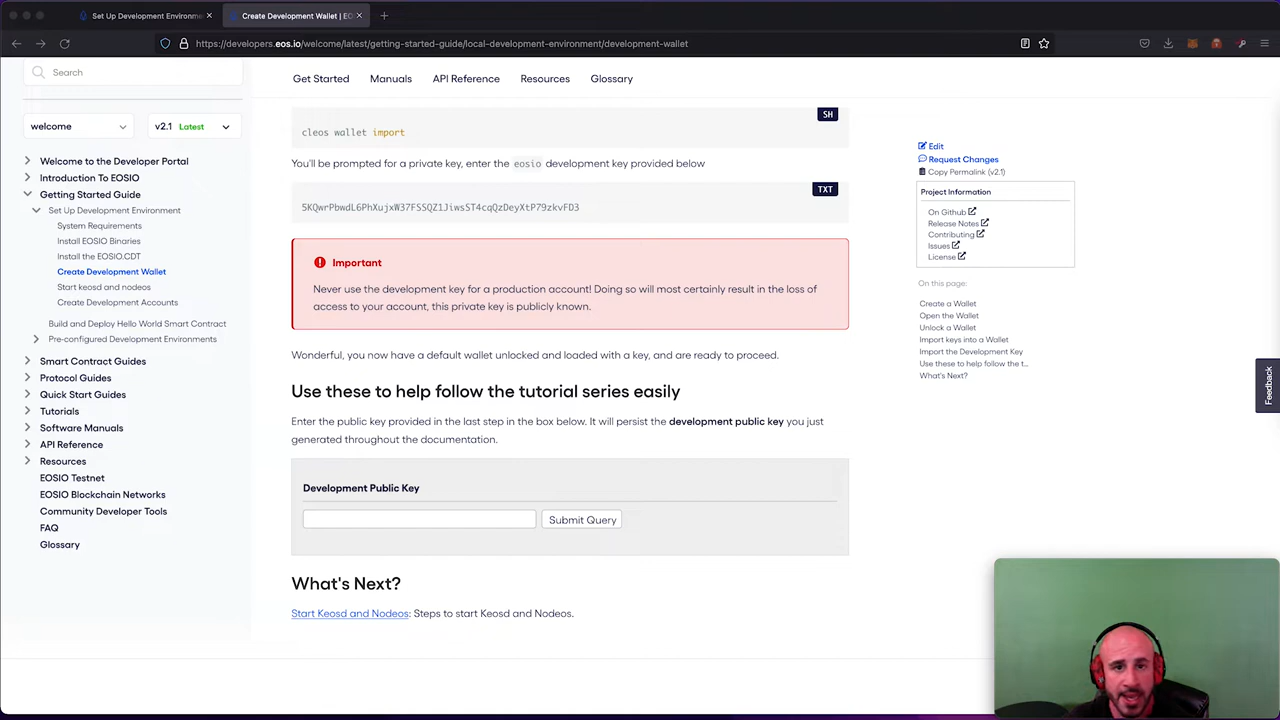 Set Up Development Environme
Create Development Wallet | EO
https://developers.eos.io/welcome/latest/getting-started-guide/local-development-environment/development-wallet
Search
Get Started
Manuals
API Reference
Resources
Glossary
welcome
v2.1 Latest
Welcome to the Developer Portal
Introduction To EOSIO
Getting Started Guide
Set Up Development Environment
System Requirements
Install EOSIO Binaries
Install the EOSIO.CDT
Create Development Wallet
Start keosd and nodeos
Create Development Accounts
Build and Deploy Hello World Smart Contract
Pre-configured Development Environments
Smart Contract Guides
Protocol Guides
Quick Start Guides
Tutorials
Software Manuals
API Reference
Resources
EOSIO Testnet
EOSIO Blockchain Networks
Community Developer Tools
FAQ
Glossary
SH
cleos wallet import
You'll be prompted for a private key, enter the eosio development key provided below
TXT
5KQwrPbwdL6PhXujxW37FSSQZ1JiwsST4cqQzDeyXtP79zkvFD3
Important
Never use the development key for a production account! Doing so will most certainly result in the loss of
access to your account, this private key is publicly known.
Wonderful, you now have a default wallet unlocked and loaded with a key, and are ready to proceed.
Use these to help follow the tutorial series easily
Enter the public key provided in the last step in the box below. It will persist the development public key you just
generated throughout the documentation.
Development Public Key
Submit Query
What's Next?
Start Keosd and Nodeos: Steps to start Keosd and Nodeos.
Edit
Request Changes
Copy Permalink (v2.1)
Project Information
On Github
Release Notes
Contributing
Issues
License
On this page:
Create a Wallet
Open the Wallet
Unlock a Wallet
Import keys into a Wallet
Import the Development Key
Use these to help follow the t...
What's Next?
Feedback